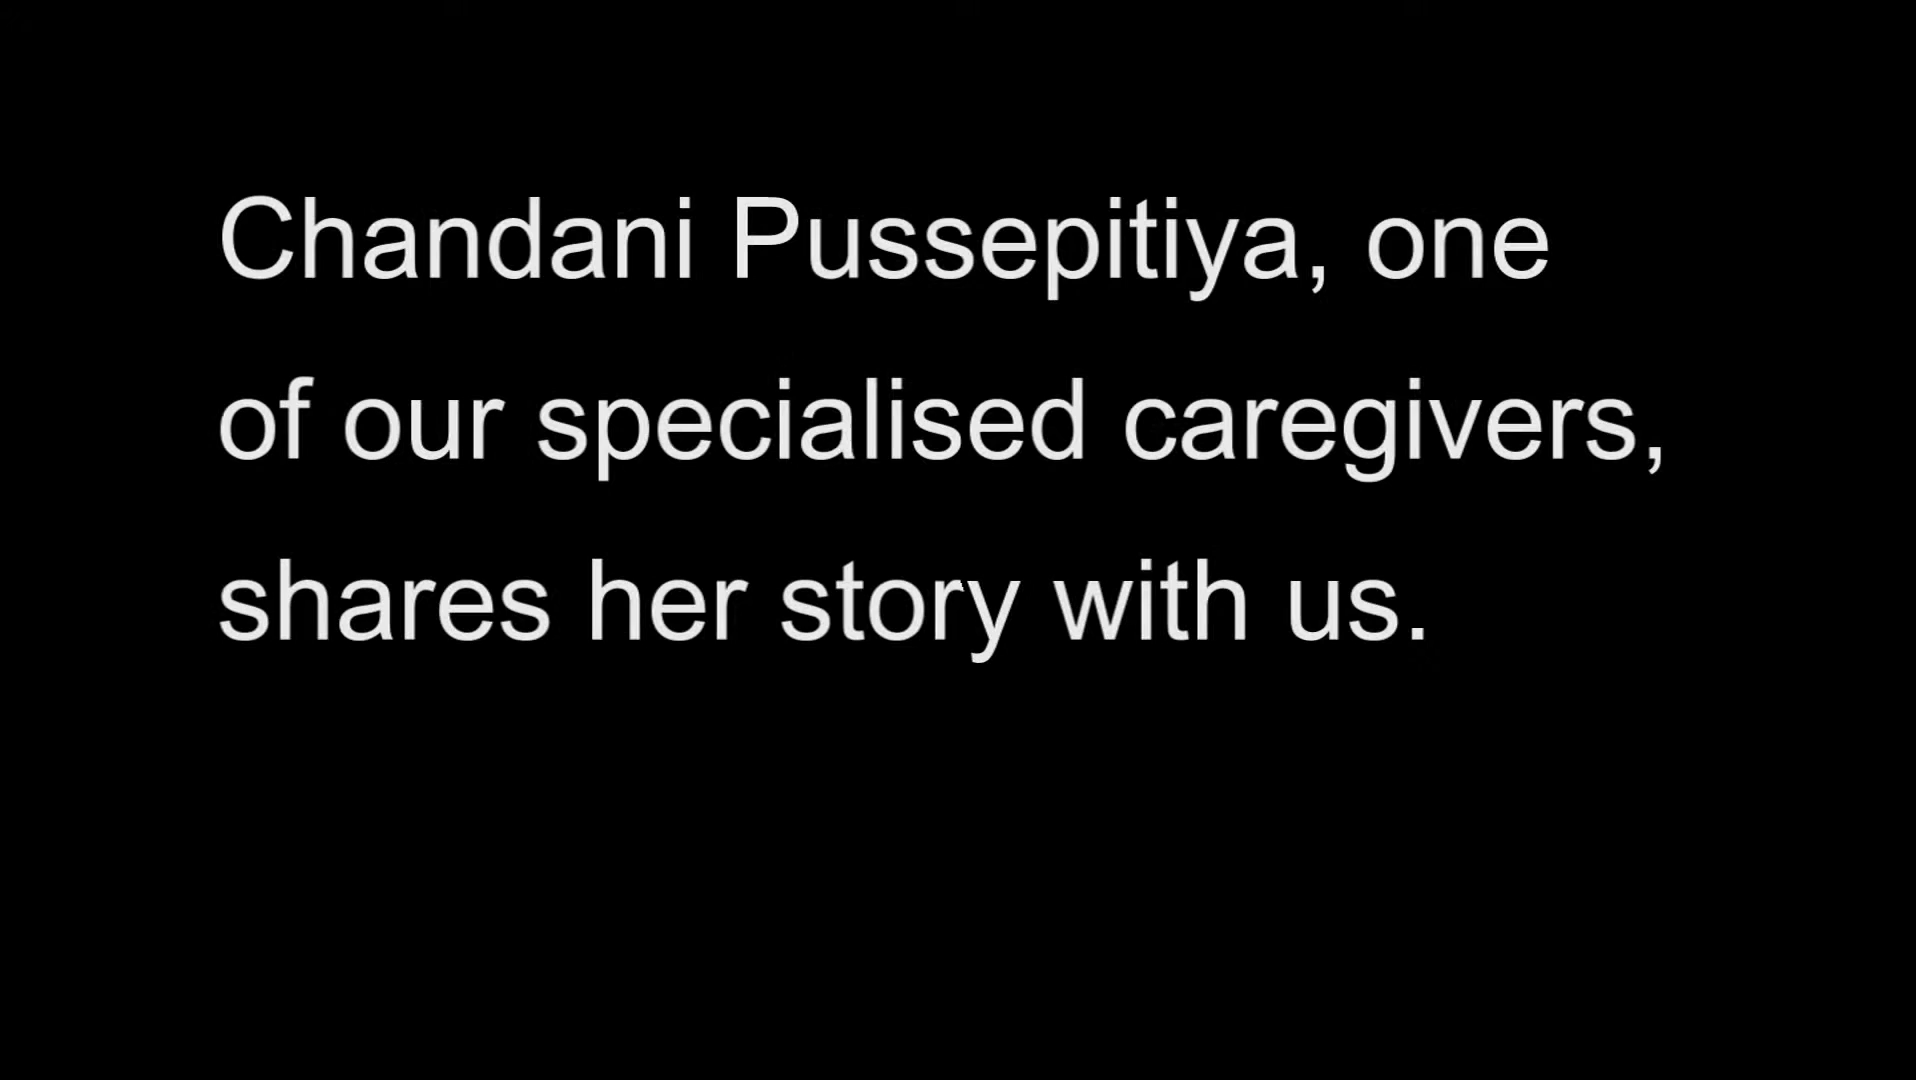 Chandani Pussepitiya, one
of our specialised caregivers,
shares her story with us.